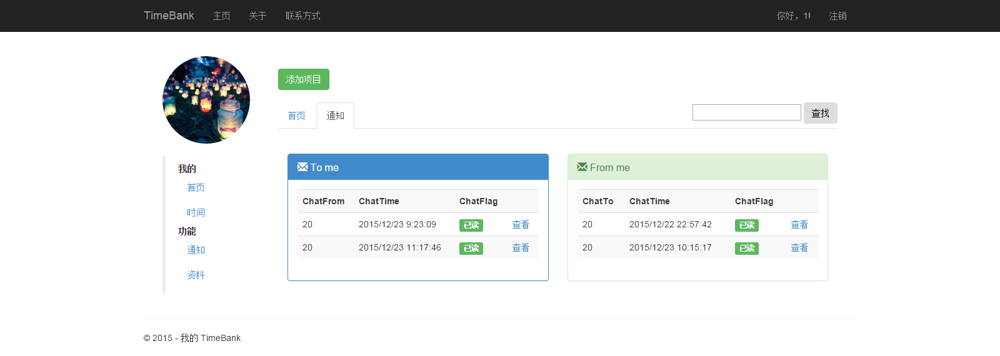 TimeBank 主页 关于 联系方式 你好，1! 注销
添加项目
首页 通知 查找
我的
首页
时间
功能
通知
资料
To me
ChatFrom ChatTime ChatFlag
20 2015/12/23 9:23:09 已读 查看
20 2015/12/23 11:17:46 已读 查看
From me
ChatTo ChatTime ChatFlag
20 2015/12/22 22:57:42 已读 查看
20 2015/12/23 10:15:17 已读 查看
© 2015 - 我的 TimeBank